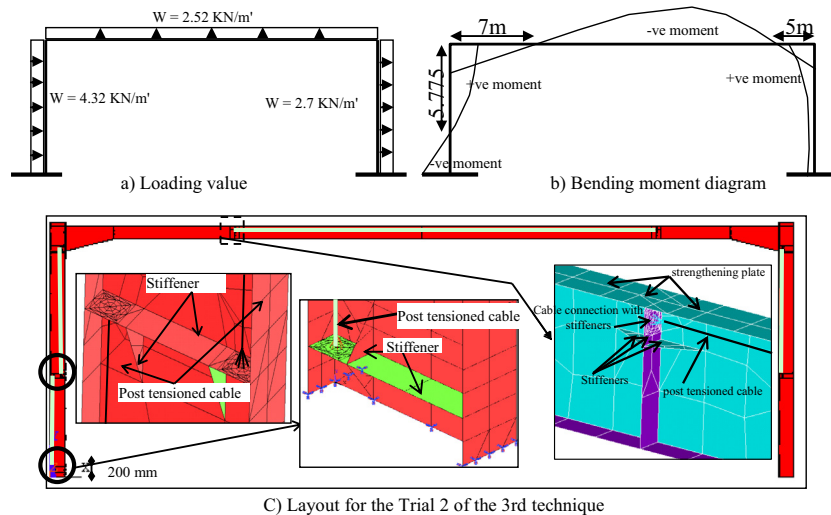 W = 2.52 KN/m'
W = 4.32 KN/m'
W = 2.7 KN/m'
a) Loading value
7m
5m
-ve moment
+ve moment
+ve moment
5.775
-ve moment
b) Bending moment diagram
Stiffener
Post tensioned cable
Post tensioned cable
Stiffener
strengthening plate
Cable connection with
stiffeners
Stiffeners
post tensioned cable
X
200 mm
C) Layout for the Trial 2 of the 3rd technique